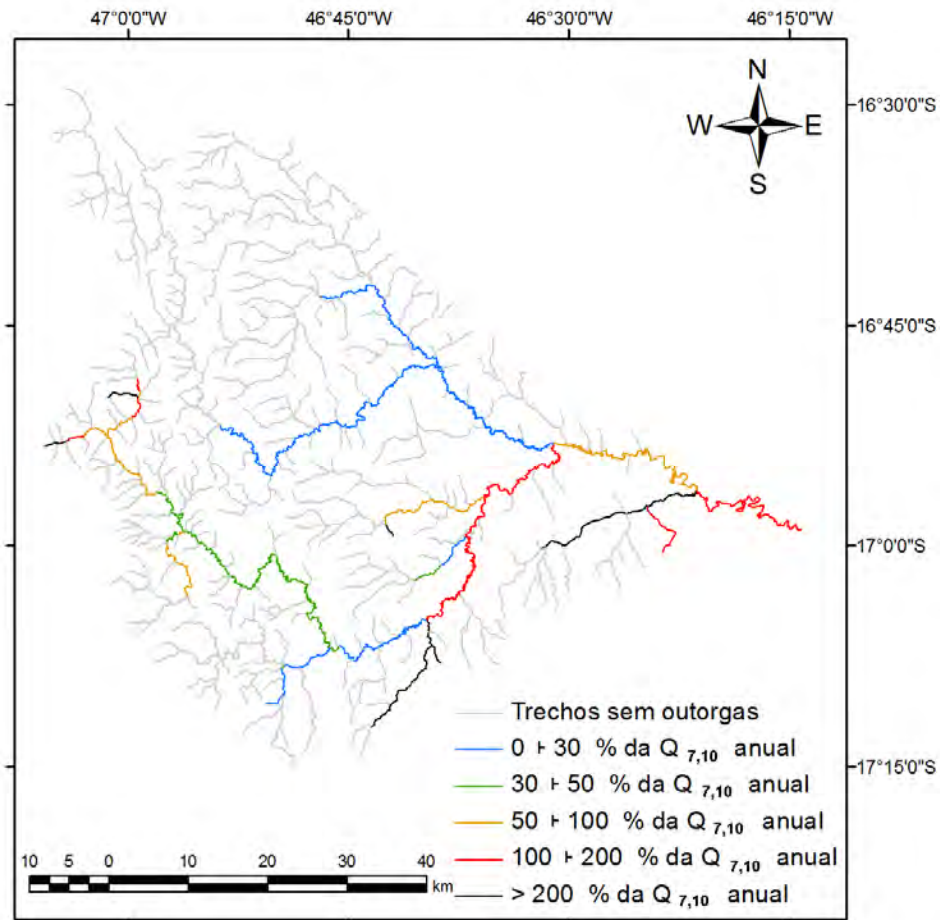 47°0'0"W 46°45'0"W 46°30'0"W 46°15'0"W
N
16°30'0"S
W E
S
16°45'0"S
17°0'0"S
Trechos sem outorgas
0 ⊢ 30 % da Q 7,10 anual
17°15'0"S
30 ⊢ 50 % da Q 7,10 anual
50 ⊢ 100 % da Q 7,10 anual
100 ⊢ 200 % da Q 7,10 anual
10 5 0 10 20 30 40
km
> 200 % da Q 7,10 anual